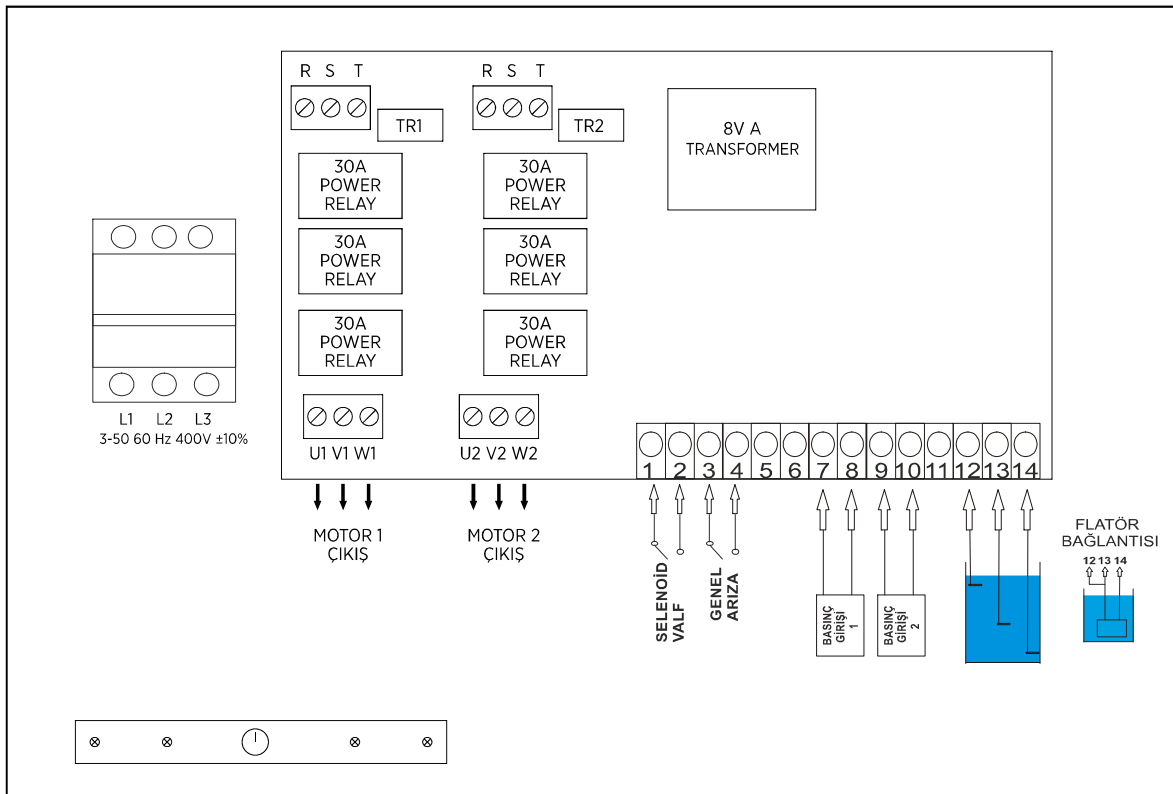 R S T
R S T
TR1
TR2
8V A
TRANSFORMER
30A
POWER
RELAY
30A
POWER
RELAY
30A
POWER
RELAY
30A
POWER
RELAY
30A
POWER
RELAY
30A
POWER
RELAY
L1 L2 L3
3-50 60 Hz 400V ±10%
U1 V1 W1
U2 V2 W2
MOTOR 1
ÇIKIŞ
MOTOR 2
ÇIKIŞ
1 2 3 4 5 6 7 8 9 10 11 12 13 14
SELENOİD
VALF
GENEL
ARIZA
BASINÇ
GİRİŞİ
1
BASINÇ
GİRİŞİ
2
FLATÖR
BAĞLANTISI
12 13 14